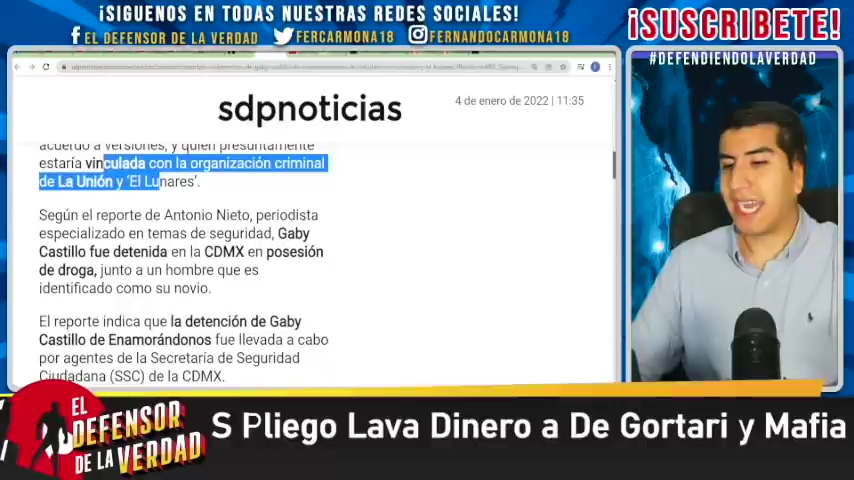 ¡SIGUENOS EN TODAS NUESTRAS REDES SOCIALES!
EL DEFENSOR DE LA VERDAD
FERCARMONA18
FERNANDOCARMONA18
¡SUSCRIBETE!
#DEFENDIENDOLAVERDAD
sdpnoticias
4 de enero de 2022 | 11:35
acuerdo a versiones, y quien presuntamente
estaría vinculada con la organización criminal
de La Unión y ‘El Lunares’.
Según el reporte de Antonio Nieto, periodista
especializado en temas de seguridad, Gaby
Castillo fue detenida en la CDMX en posesión
de droga, junto a un hombre que es
identificado como su novio.
El reporte indica que la detención de Gaby
Castillo de Enamorándonos fue llevada a cabo
por agentes de la Secretaría de Seguridad
Ciudadana (SSC) de la CDMX.
EL
DEFENSOR
DE LA VERDAD
S Pliego Lava Dinero a De Gortari y Mafia